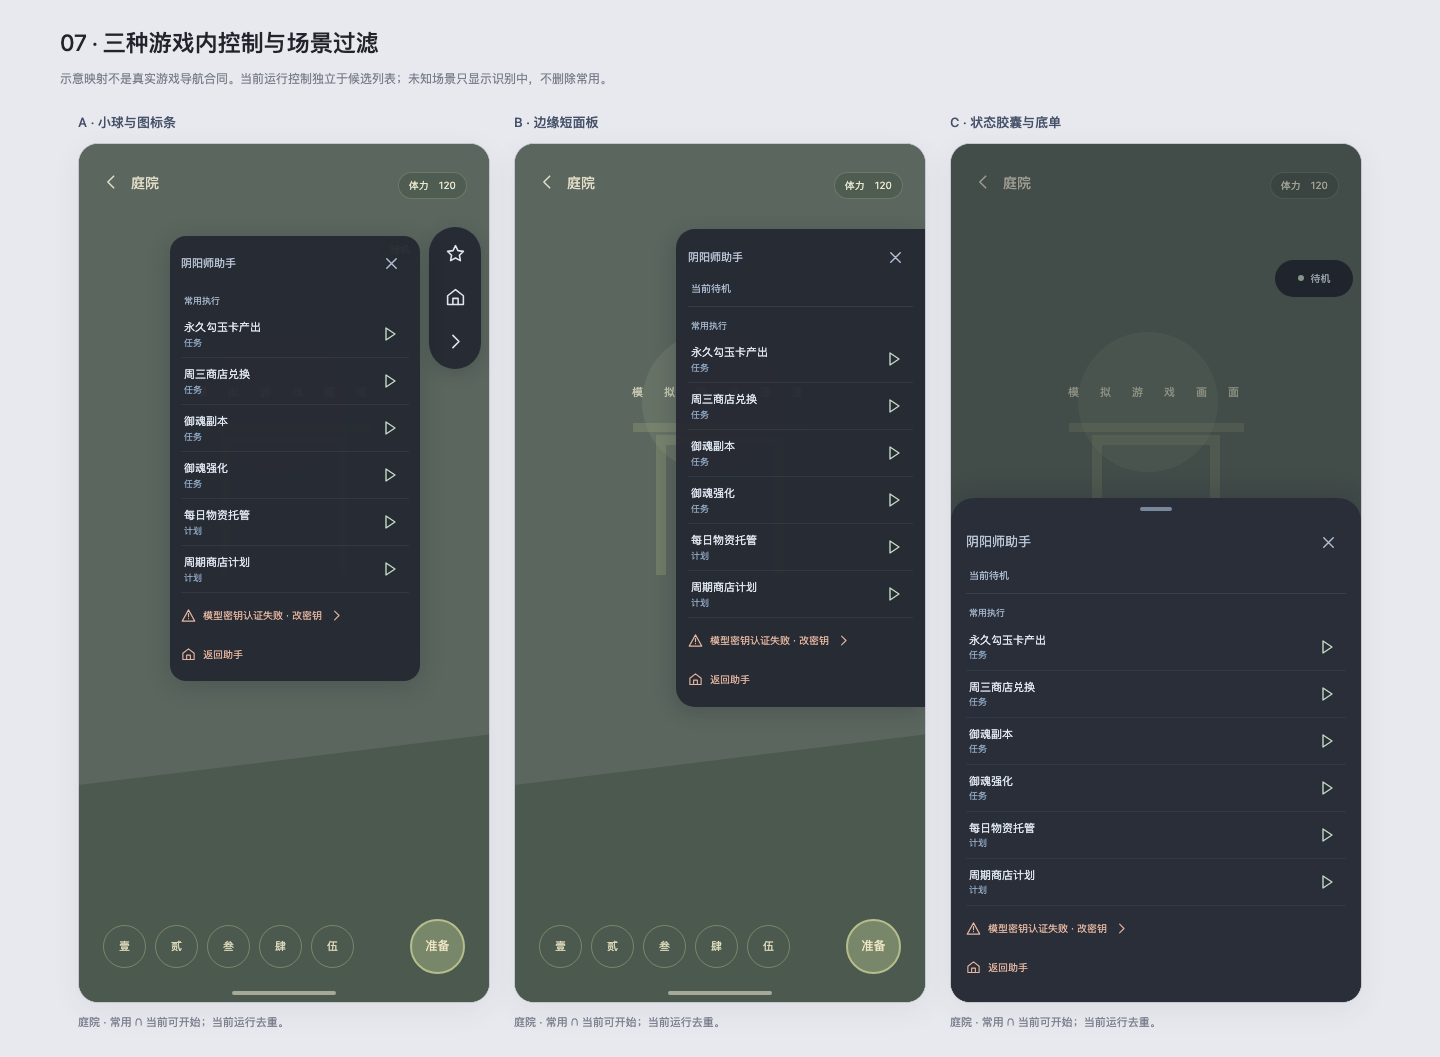 07 · 三种游戏内控制与场景过滤
示意映射不是真实游戏导航合同。当前运行控制独立于候选列表；未知场景只显示识别中，不删除常用。
A · 小球与图标条
庭院
体力 120
阴阳师助手
常用执行
永久勾玉卡产出
任务
周三商店兑换
任务
御魂副本
任务
御魂强化
任务
每日物资托管
计划
周期商店计划
计划
模型密钥认证失败 · 改密钥
返回助手
壹 贰 叁 肆 伍
准备
庭院 · 常用 ∩ 当前可开始；当前运行去重。
B · 边缘短面板
庭院
体力 120
模 拟
阴阳师助手
当前待机
常用执行
永久勾玉卡产出
任务
周三商店兑换
任务
御魂副本
任务
御魂强化
任务
每日物资托管
计划
周期商店计划
计划
模型密钥认证失败 · 改密钥
返回助手
壹 贰 叁 肆 伍
准备
庭院 · 常用 ∩ 当前可开始；当前运行去重。
C · 状态胶囊与底单
庭院
体力 120
待机
模 拟 游 戏 画 面
阴阳师助手
当前待机
常用执行
永久勾玉卡产出
任务
周三商店兑换
任务
御魂副本
任务
御魂强化
任务
每日物资托管
计划
周期商店计划
计划
模型密钥认证失败 · 改密钥
返回助手
庭院 · 常用 ∩ 当前可开始；当前运行去重。